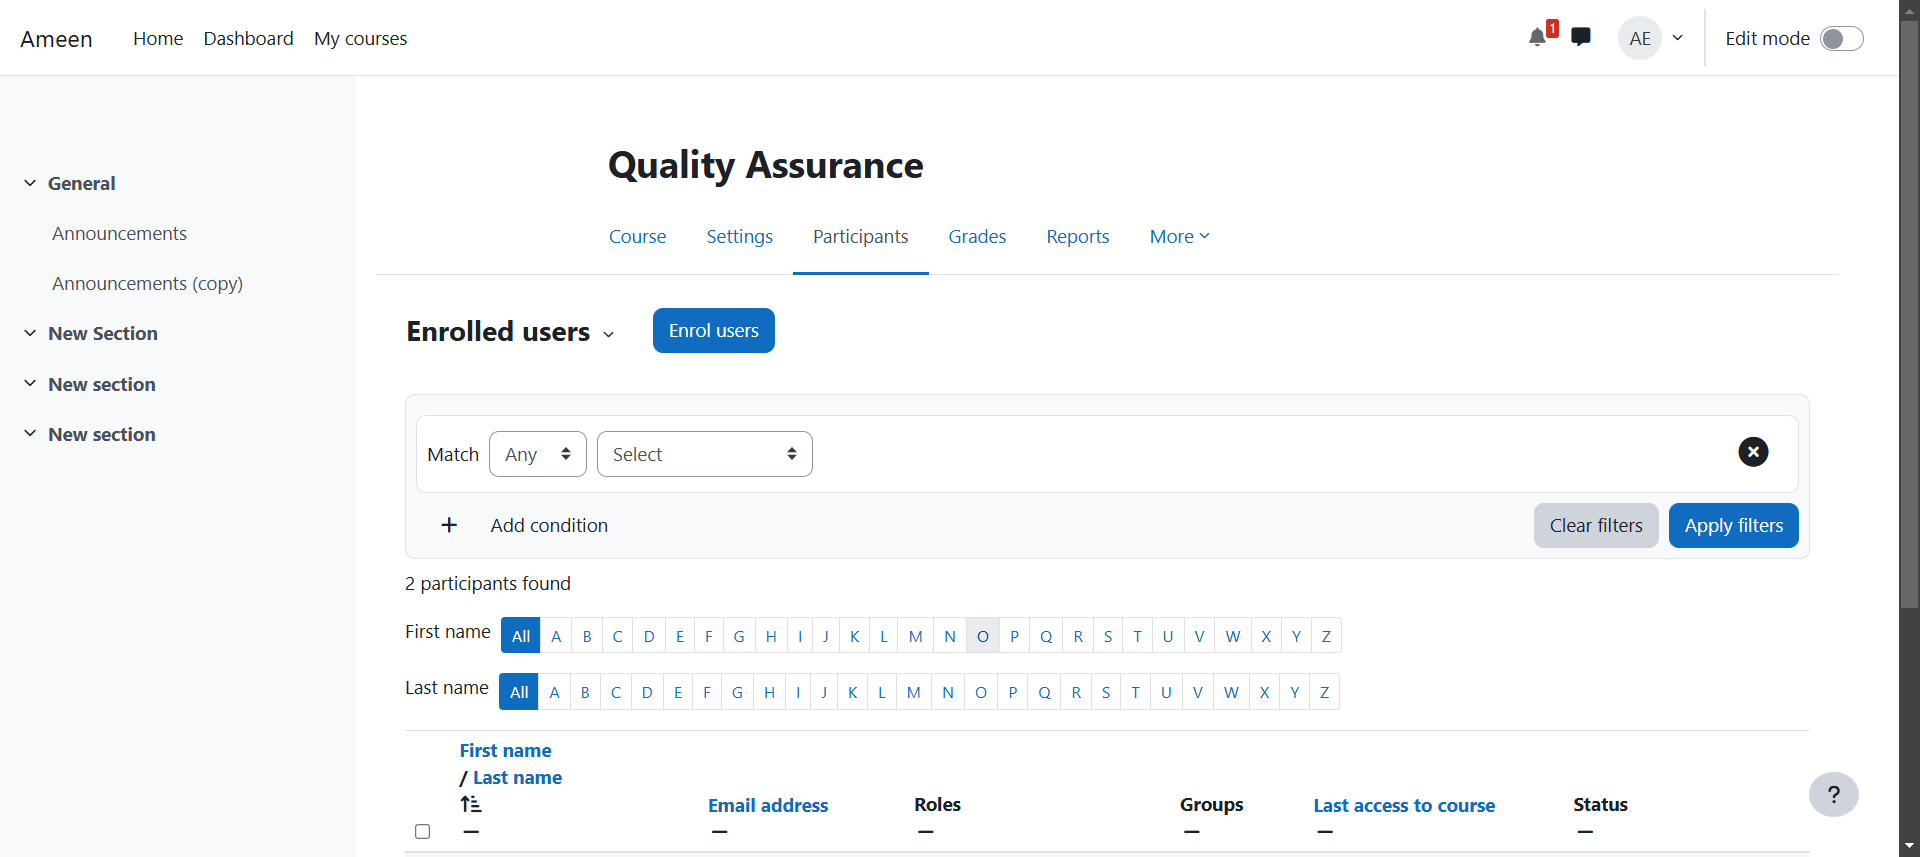 Ameen Home Dashboard My courses 1 AE Edit mode
General
Announcements
Announcements (copy)
New Section
New section
New section
Quality Assurance
Course Settings Participants Grades Reports More
Enrolled users Enrol users
Match Any Select
Add condition Clear filters Apply filters
2 participants found
First name All A B C D E F G H I J K L M N O P Q R S T U V W X Y Z
Last name All A B C D E F G H I J K L M N O P Q R S T U V W X Y Z
First name
/ Last name
Email address Roles Groups Last access to course Status
?